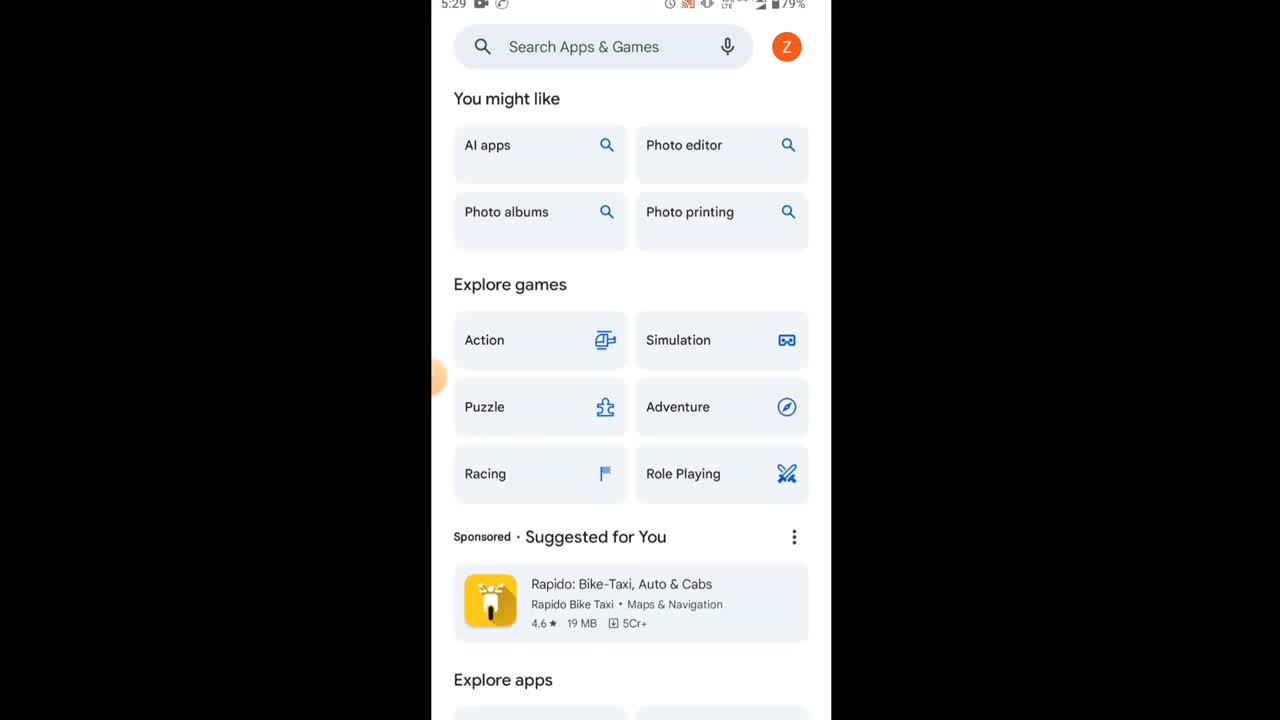 5:29
LTE
79%
Search Apps & Games
Z
You might like
AI apps
Photo editor
Photo albums
Photo printing
Explore games
Action
Simulation
Puzzle
Adventure
Racing
Role Playing
Sponsored · Suggested for You
Rapido: Bike-Taxi, Auto & Cabs
Rapido Bike Taxi • Maps & Navigation
4.6★ 19 MB 5Cr+
Explore apps